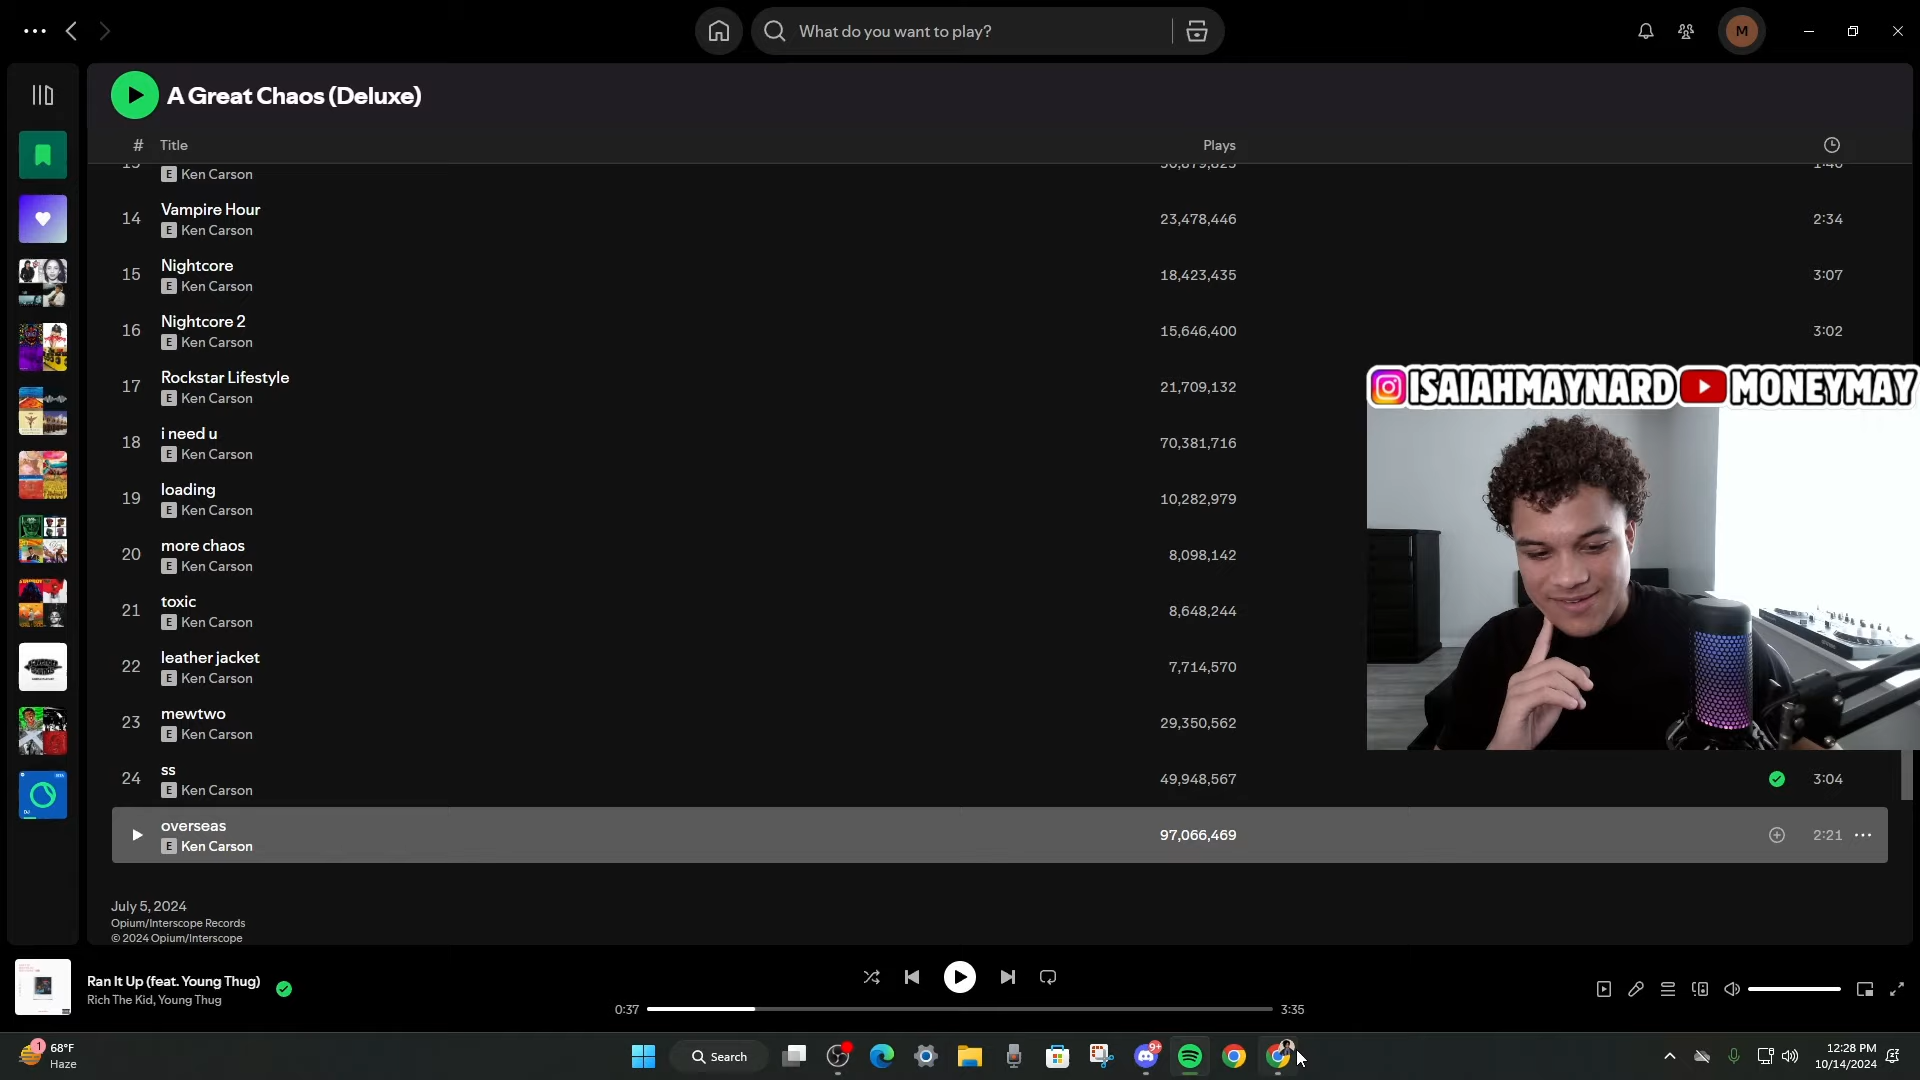 What do you want to play?
M
A Great Chaos (Deluxe)
# Title Plays
E Ken Carson
14 Vampire Hour 23,478,446 2:34
E Ken Carson
15 Nightcore 18,423,435 3:07
E Ken Carson
16 Nightcore 2 15,646,400 3:02
E Ken Carson
17 Rockstar Lifestyle 21,709,132
E Ken Carson
ISAIAHMAYNARD MONEYMAY
18 i need u 70,381,716
E Ken Carson
19 loading 10,282,979
E Ken Carson
20 more chaos 8,098,142
E Ken Carson
21 toxic 8,648,244
E Ken Carson
22 leather jacket 7,714,570
E Ken Carson
23 mewtwo 29,350,562
E Ken Carson
24 ss 49,948,567 3:04
E Ken Carson
overseas 97,066,469 2:21
E Ken Carson
July 5, 2024
Opium/Interscope Records
© 2024 Opium/Interscope
Ran It Up (feat. Young Thug)
Rich The Kid, Young Thug
0:37 3:35
1 68°F
Haze
Search
9+
12:28 PM
10/14/2024